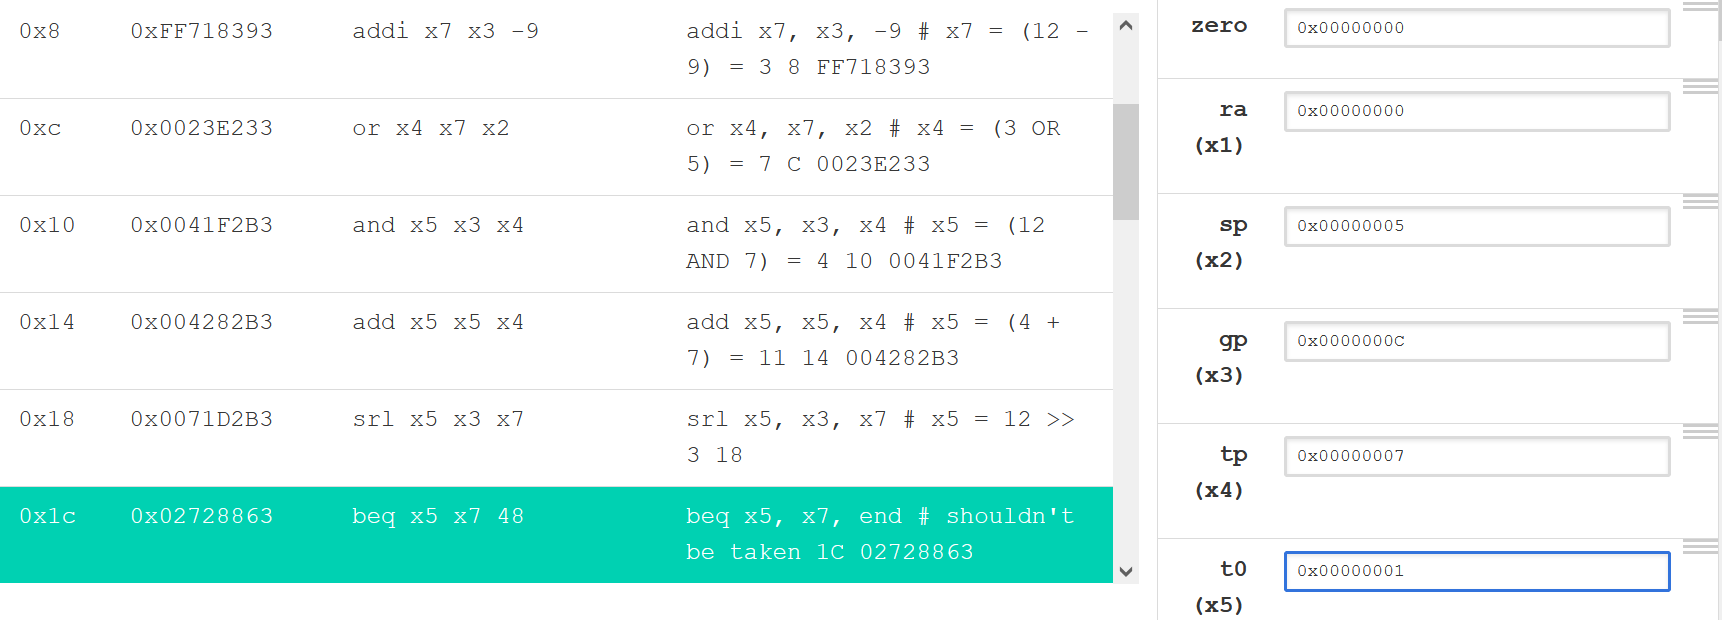 0x8 0xFF718393 addi x7 x3 -9 addi x7, x3, -9 # x7 = (12 -
9) = 3 8 FF718393
0xc 0x0023E233 or x4 x7 x2 or x4, x7, x2 # x4 = (3 OR
5) = 7 C 0023E233
0x10 0x0041F2B3 and x5 x3 x4 and x5, x3, x4 # x5 = (12
AND 7) = 4 10 0041F2B3
0x14 0x004282B3 add x5 x5 x4 add x5, x5, x4 # x5 = (4 +
7) = 11 14 004282B3
0x18 0x0071D2B3 srl x5 x3 x7 srl x5, x3, x7 # x5 = 12 >>
3 18
0x1c 0x02728863 beq x5 x7 48 beq x5, x7, end # shouldn't
be taken 1C 02728863
zero 0x00000000
ra 0x00000000
(x1)
sp 0x00000005
(x2)
gp 0x0000000C
(x3)
tp 0x00000007
(x4)
t0 0x00000001
(x5)